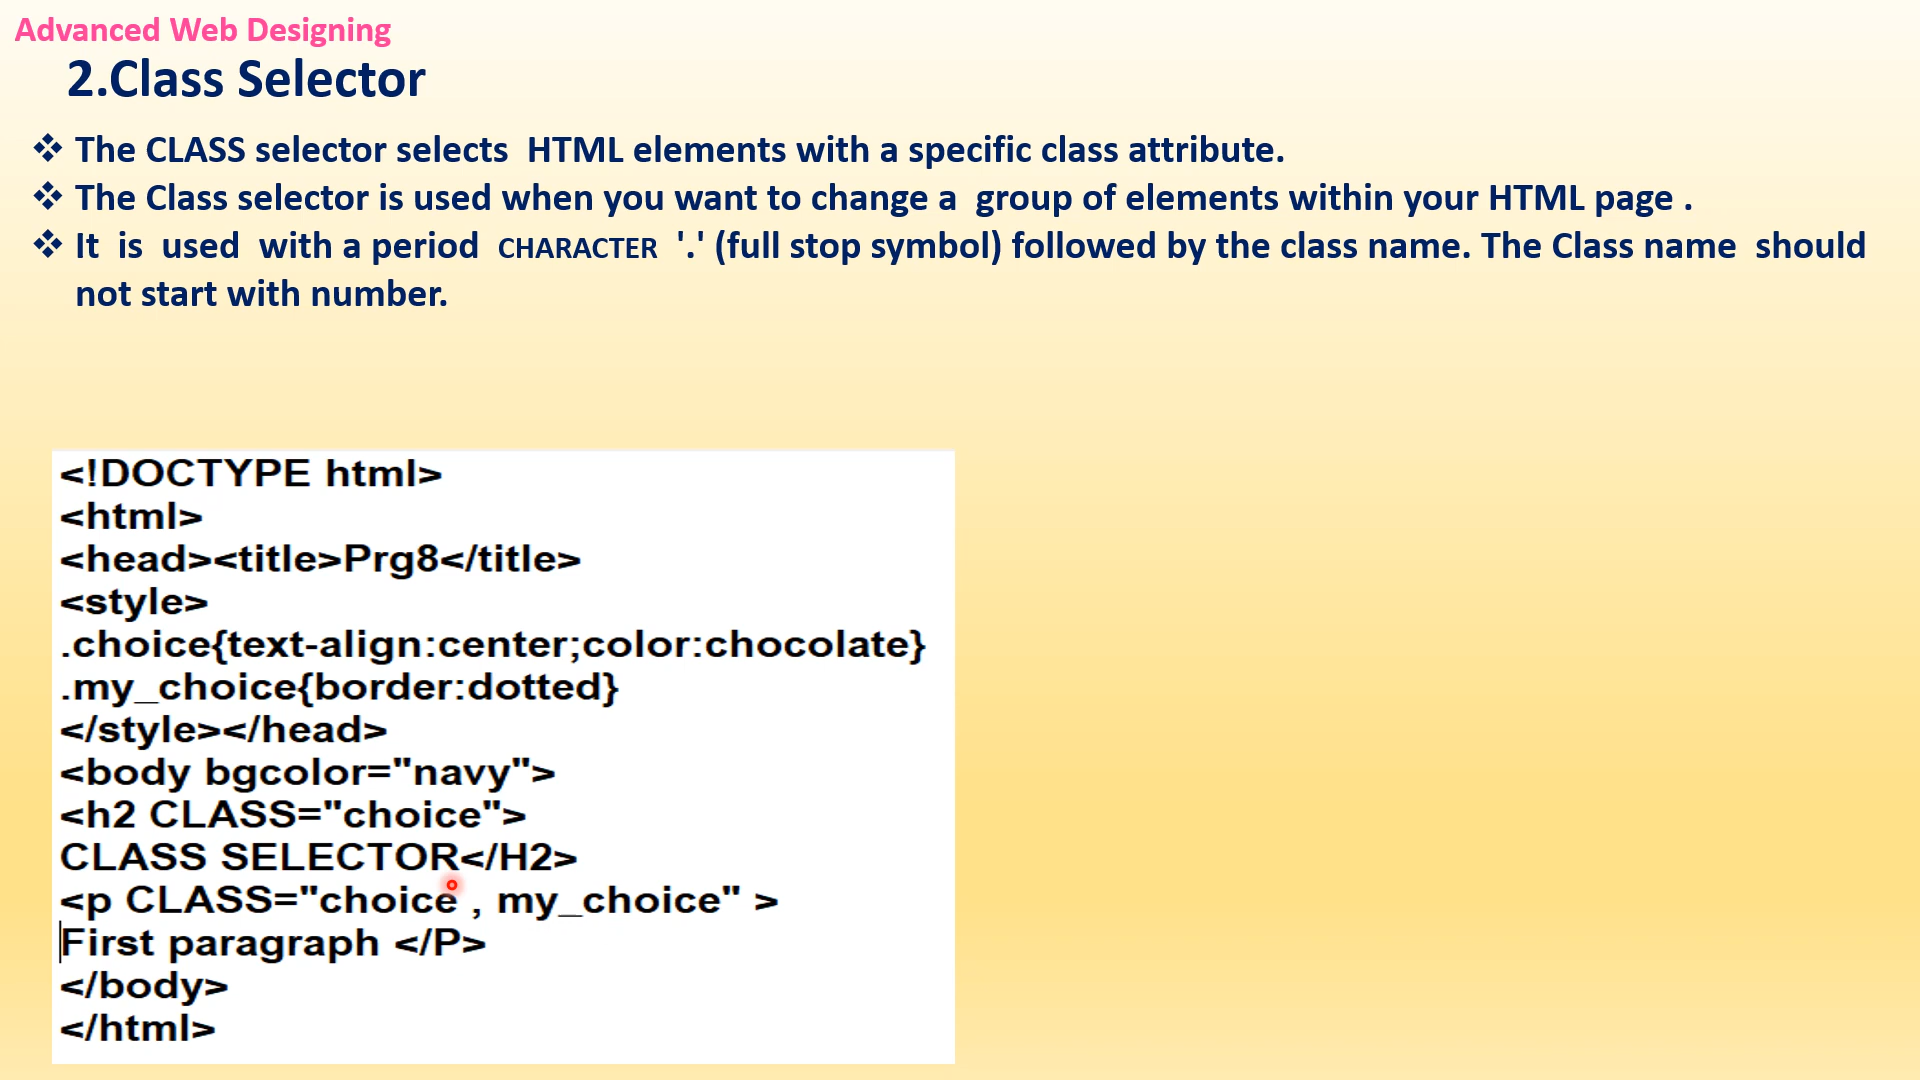 Advanced Web Designing
2.Class Selector
❖ The CLASS selector selects  HTML elements with a specific class attribute.
❖ The Class selector is used when you want to change a  group of elements within your HTML page .
❖ It  is  used  with a period  CHARACTER  '.' (full stop symbol) followed by the class name. The Class name  should
not start with number.
<!DOCTYPE html>
<html>
<head><title>Prg8</title>
<style>
.choice{text-align:center;color:chocolate}
.my_choice{border:dotted}
</style></head>
<body bgcolor="navy">
<h2 CLASS="choice">
CLASS SELECTOR</H2>
<p CLASS="choice , my_choice" >
First paragraph </P>
</body>
</html>